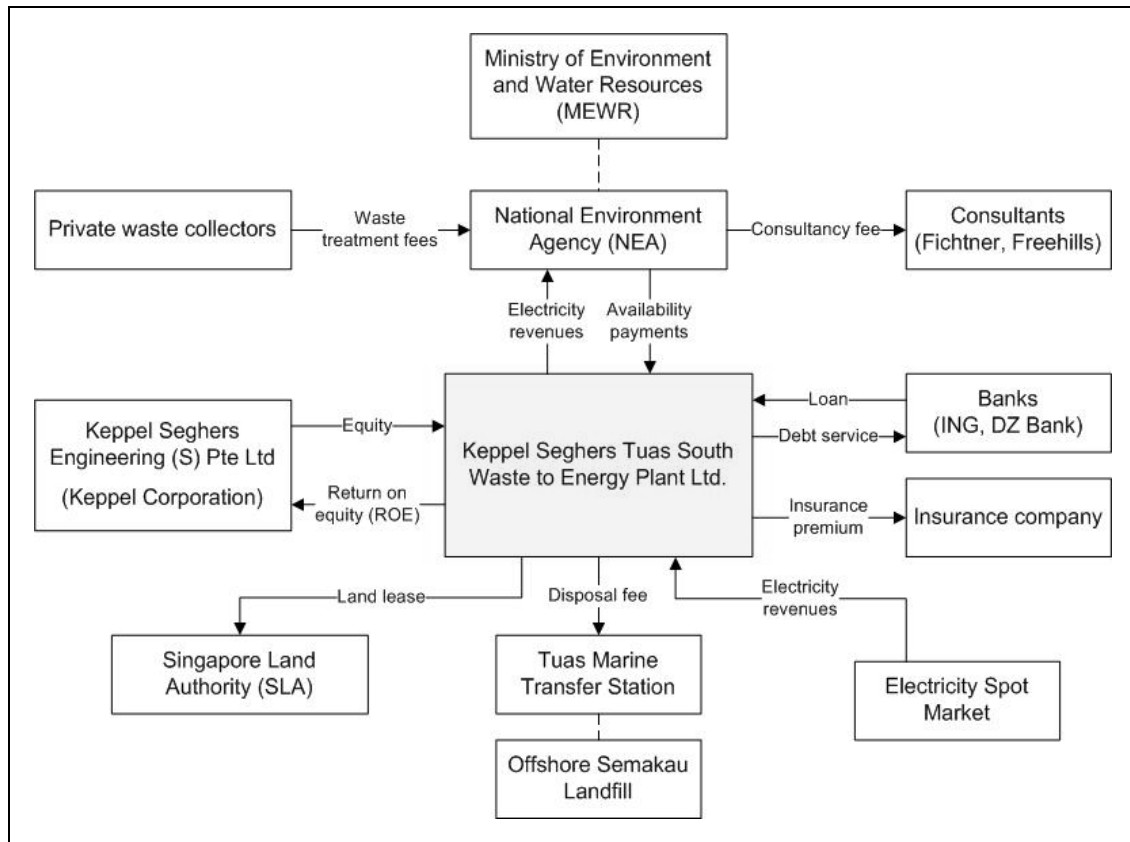 Ministry of Environment
and Water Resources
(MEWR)
Private waste collectors
Waste
treatment fees
National Environment
Agency (NEA)
Consultancy fee
Consultants
(Fichtner, Freehills)
Electricity
revenues
Availability
payments
Keppel Seghers
Engineering (S) Pte Ltd
(Keppel Corporation)
Equity
Return on
equity (ROE)
Keppel Seghers Tuas South
Waste to Energy Plant Ltd.
Loan
Debt service
Banks
(ING, DZ Bank)
Insurance
premium
Insurance company
Land lease
Disposal fee
Electricity
revenues
Singapore Land
Authority (SLA)
Tuas Marine
Transfer Station
Electricity Spot
Market
Offshore Semakau
Landfill